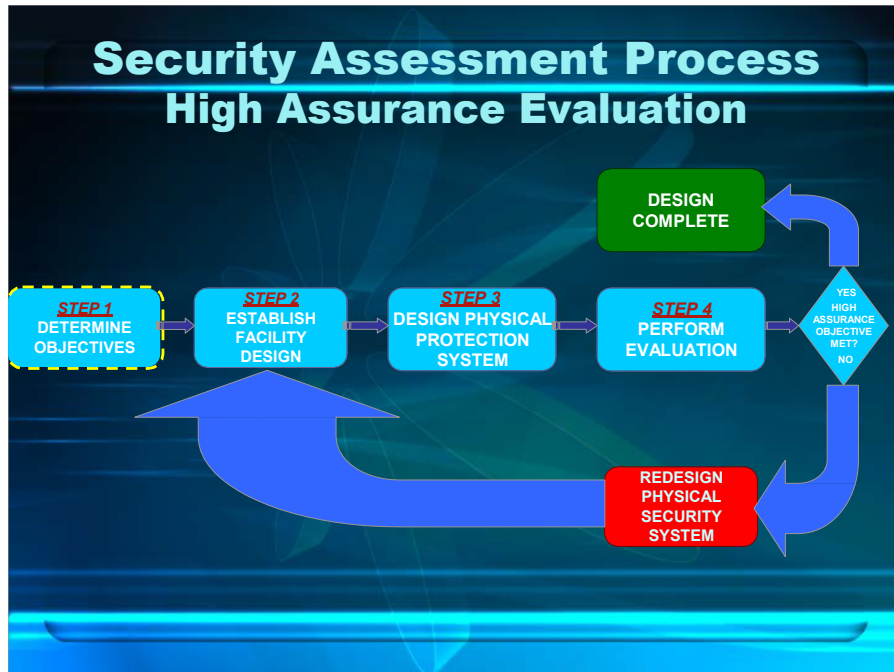 Security Assessment Process
High Assurance Evaluation
DESIGN
COMPLETE
STEP 1
DETERMINE
OBJECTIVES
STEP 2
ESTABLISH
FACILITY
DESIGN
STEP 3
DESIGN PHYSICAL
PROTECTION
SYSTEM
STEP 4
PERFORM
EVALUATION
YES
HIGH
ASSURANCE
OBJECTIVE
MET?
NO
REDESIGN
PHYSICAL
SECURITY
SYSTEM